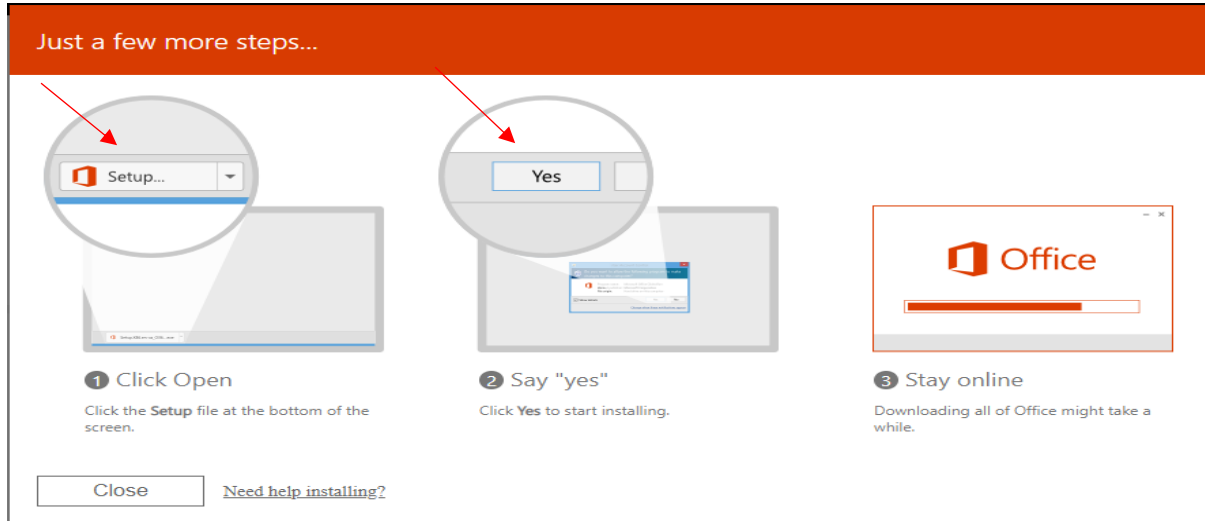 Just a few more steps...
Setup...
Yes
Office
1 Click Open
Click the Setup file at the bottom of the
screen.
2 Say "yes"
Click Yes to start installing.
3 Stay online
Downloading all of Office might take a
while.
Close
Need help installing?